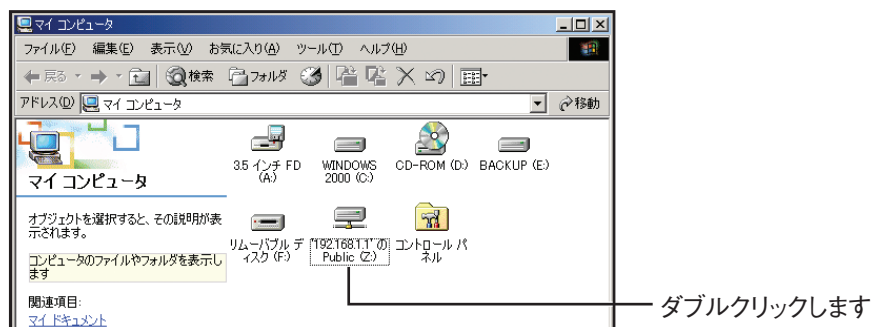 マイ コンピュータ
ファイル(F) 編集(E) 表示(V) お気に入り(A) ツール(T) ヘルプ(H)
戻る 検索 フォルダ
アドレス(D) マイ コンピュータ 移動
マイ コンピュータ
オブジェクトを選択すると、その説明が表
示されます。
コンピュータのファイルやフォルダを表示し
ます
関連項目:
マイ ドキュメント
3.5 インチ FD
(A:)
WINDOWS
2000 (C:)
CD-ROM (D:)
BACKUP (E:)
リムーバブル デ
ィスク (F:)
"192.168.1.1" の
Public (Z:)
コントロール パ
ネル
ダブルクリックします